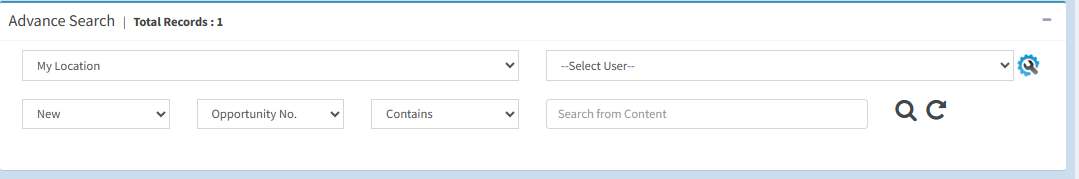 Advance Search | Total Records : 1
My Location --Select User--
New Opportunity No. Contains Search from Content